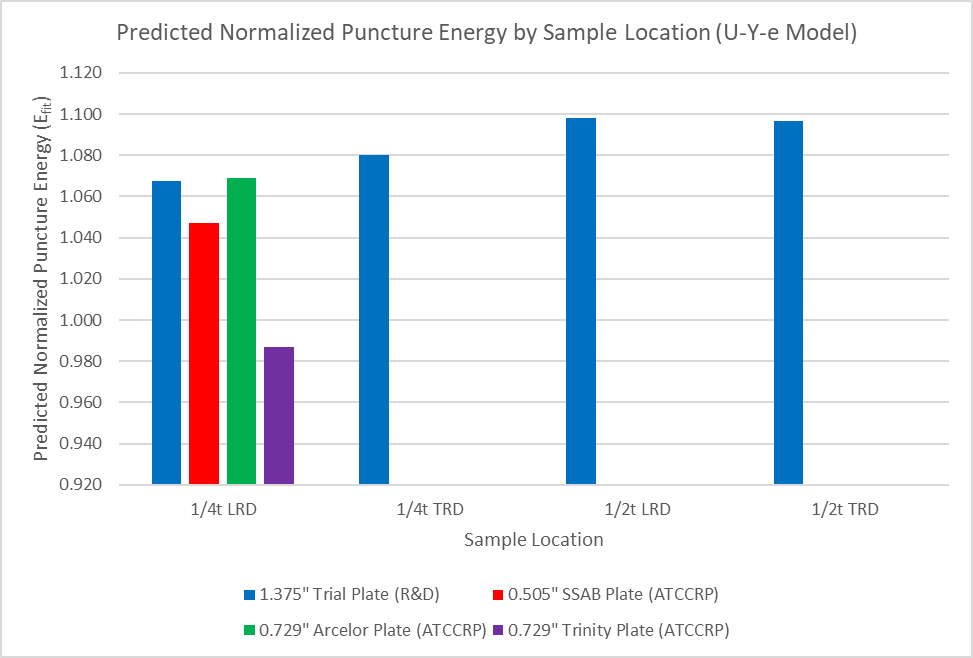 Predicted Normalized Puncture Energy by Sample Location (U-Y-e Model)
Predicted Normalized Puncture Energy (Efit)
1.120
1.100
1.080
1.060
1.040
1.020
1.000
0.980
0.960
0.940
0.920
1/4t LRD
1/4t TRD
1/2t LRD
1/2t TRD
Sample Location
1.375" Trial Plate (R&D)
0.505" SSAB Plate (ATCCRP)
0.729" Arcelor Plate (ATCCRP)
0.729" Trinity Plate (ATCCRP)